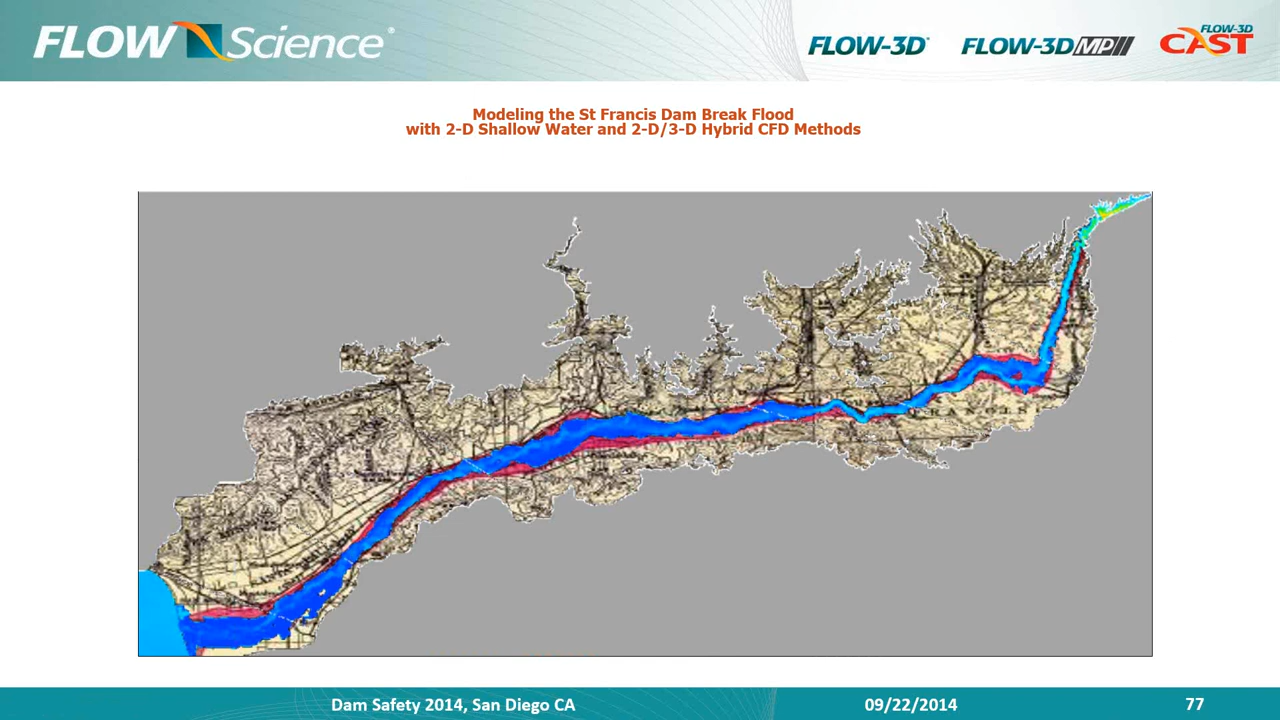 FLOW Science®
FLOW-3D®
FLOW-3D MP
FLOW-3D CAST
Modeling the St Francis Dam Break Flood
with 2-D Shallow Water and 2-D/3-D Hybrid CFD Methods
Dam Safety 2014, San Diego CA
09/22/2014
77